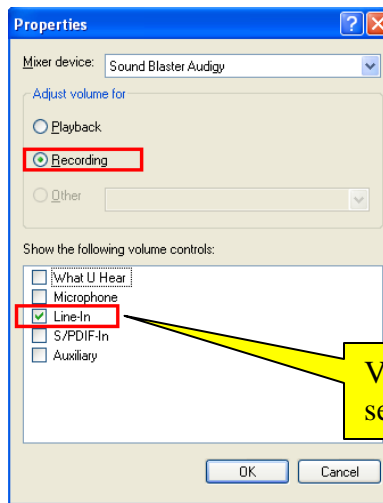 Properties
Mixer device: Sound Blaster Audigy
Adjust volume for
Playback
Recording
Other
Show the following volume controls:
What U Hear
Microphone
Line-In
S/PDIF-In
Auxiliary
OK Cancel